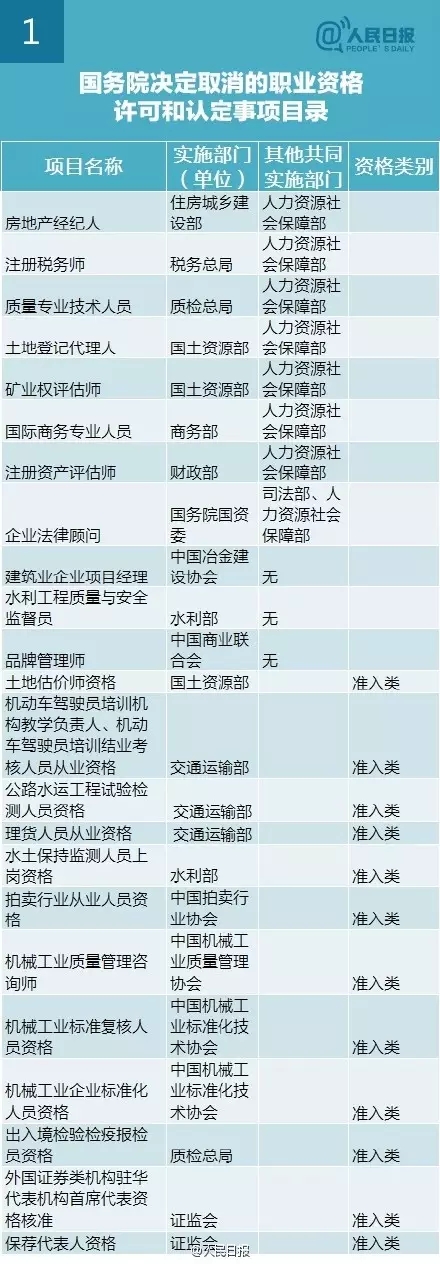 1
@人民日报
PEOPLE'S DAILY
国务院决定取消的职业资格
许可和认定事项目录
项目名称 实施部门（单位） 其他共同实施部门 资格类别
房地产经纪人 住房城乡建设部 人力资源社会保障部
注册税务师 税务总局 人力资源社会保障部
质量专业技术人员 质检总局 人力资源社会保障部
土地登记代理人 国土资源部 人力资源社会保障部
矿业权评估师 国土资源部 人力资源社会保障部
国际商务专业人员 商务部 人力资源社会保障部
注册资产评估师 财政部 人力资源社会保障部
企业法律顾问 国务院国资委 司法部、人力资源社会保障部
建筑业企业项目经理 中国冶金建设协会 无
水利工程质量与安全监督员 水利部 无
品牌管理师 中国商业联合会 无
土地估价师资格 国土资源部 准入类
机动车驾驶员培训机构教学负责人、机动车驾驶员培训结业考核人员从业资格 交通运输部 准入类
公路水运工程试验检测人员资格 交通运输部 准入类
理货人员从业资格 交通运输部 准入类
水土保持监测人员上岗资格 水利部 准入类
拍卖行业从业人员资格 中国拍卖行业协会 准入类
机械工业质量管理咨询师 中国机械工业质量管理协会 准入类
机械工业标准复核人员资格 中国机械工业标准化技术协会 准入类
机械工业企业标准化人员资格 中国机械工业标准化技术协会 准入类
出入境检验检疫报检员资格 质检总局 准入类
外国证券类机构驻华代表机构首席代表资格核准 证监会 准入类
保荐代表人资格 证监会 准入类
@人民日报